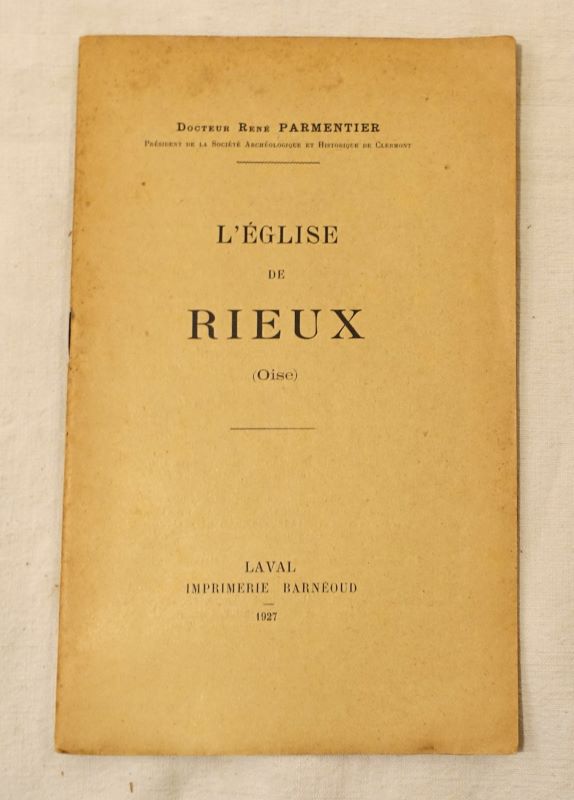 Docteur René PARMENTIER
Président de la Société Archéologique et Historique de Clermont
L'ÉGLISE
DE
RIEUX
(Oise)
LAVAL
IMPRIMERIE BARNÉOUD
1927